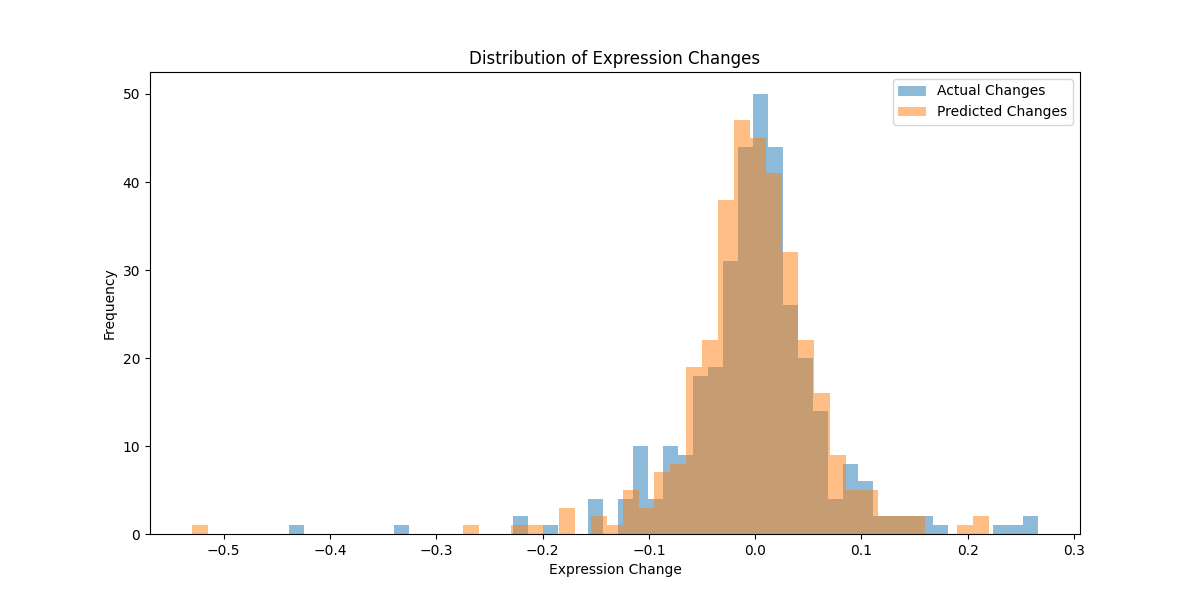 Distribution of Expression Changes
Actual Changes
Predicted Changes
Frequency
50
40
30
20
10
0
−0.5 −0.4 −0.3 −0.2 −0.1 0.0 0.1 0.2 0.3
Expression Change